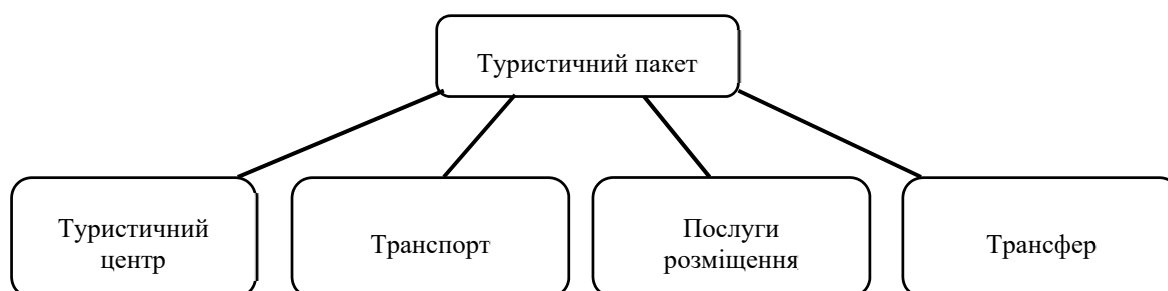 Туристичний пакет
Туристичний
центр
Транспорт
Послуги
розміщення
Трансфер